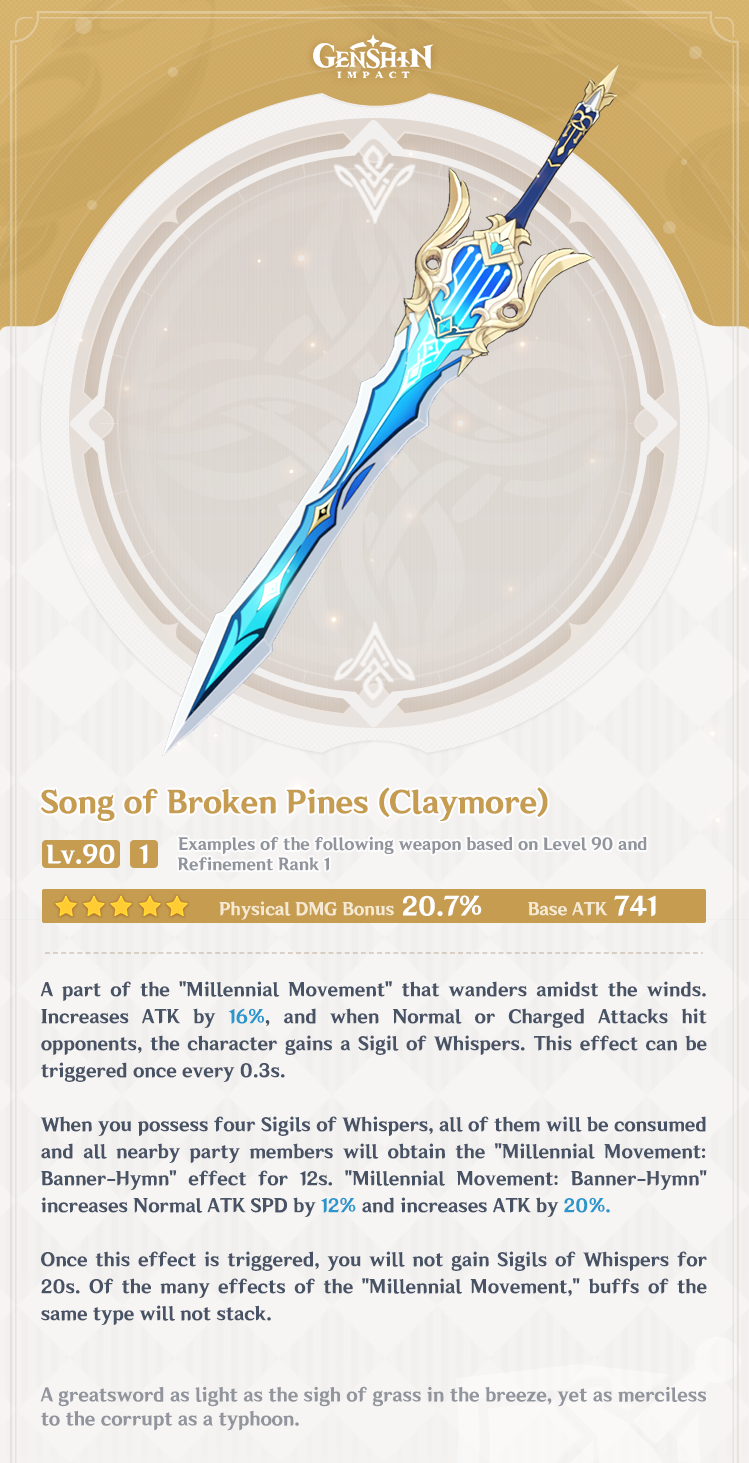 GENSHIN
IMPACT
Song of Broken Pines (Claymore)
Lv.90 1 Examples of the following weapon based on Level 90 and
Refinement Rank 1
Physical DMG Bonus 20.7% Base ATK 741
A part of the "Millennial Movement" that wanders amidst the winds.
Increases ATK by 16%, and when Normal or Charged Attacks hit
opponents, the character gains a Sigil of Whispers. This effect can be
triggered once every 0.3s.
When you possess four Sigils of Whispers, all of them will be consumed
and all nearby party members will obtain the "Millennial Movement:
Banner-Hymn" effect for 12s. "Millennial Movement: Banner-Hymn"
increases Normal ATK SPD by 12% and increases ATK by 20%.
Once this effect is triggered, you will not gain Sigils of Whispers for
20s. Of the many effects of the "Millennial Movement," buffs of the
same type will not stack.
A greatsword as light as the sigh of grass in the breeze, yet as merciless
to the corrupt as a typhoon.